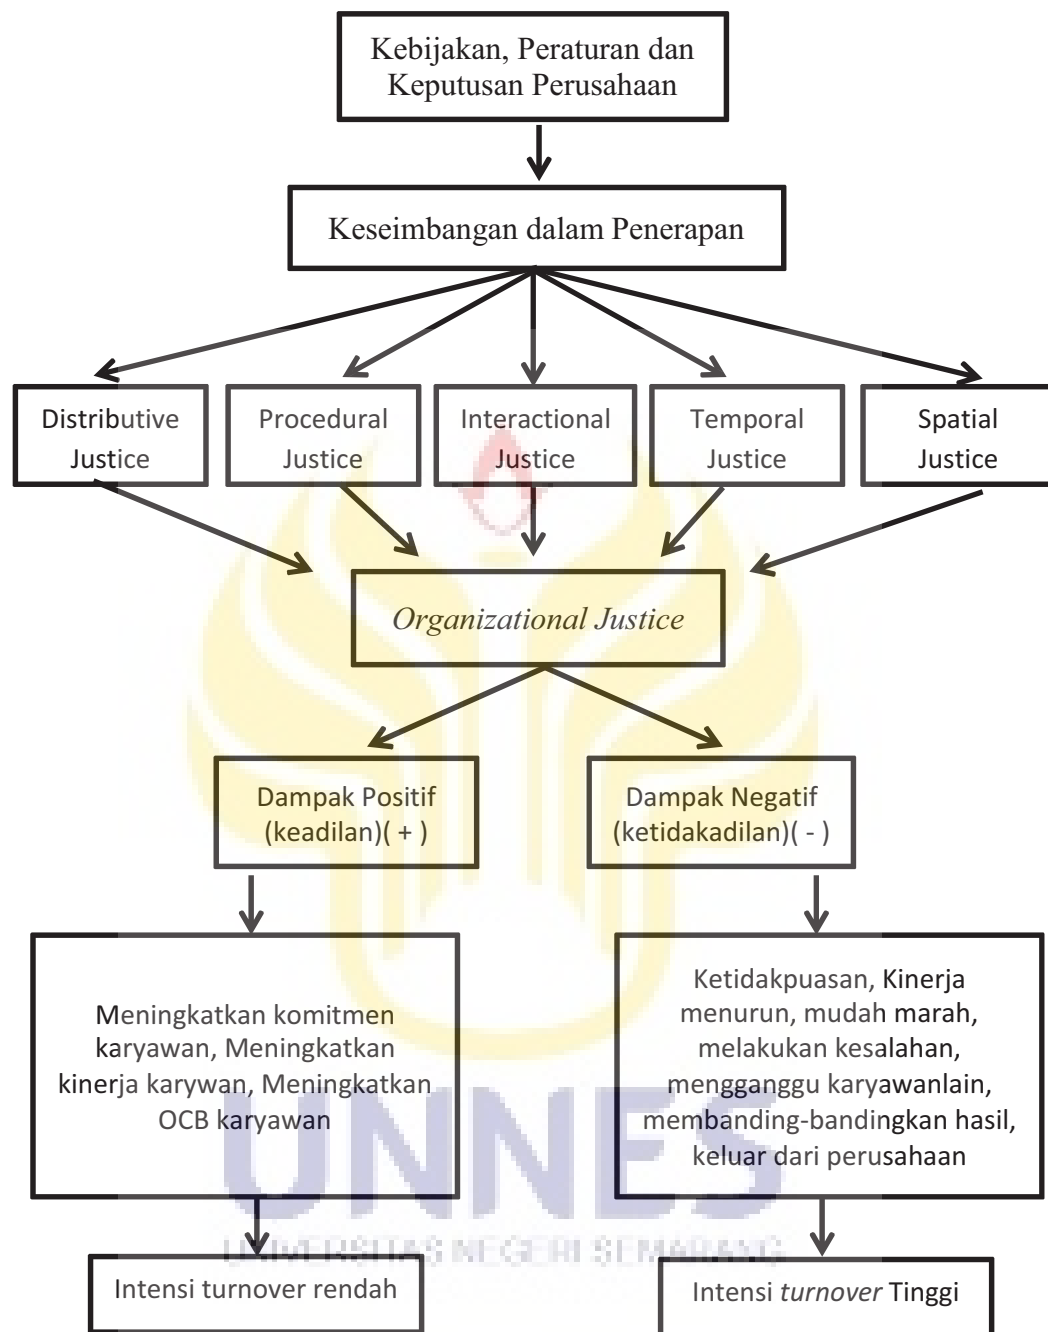 Kebijakan, Peraturan dan
Keputusan Perusahaan
Keseimbangan dalam Penerapan
Distributive
Justice
Procedural
Justice
Interactional
Justice
Temporal
Justice
Spatial
Justice
Organizational Justice
Dampak Positif
(keadilan)( + )
Dampak Negatif
(ketidakadilan)( - )
Meningkatkan komitmen
karyawan, Meningkatkan
kinerja karywan, Meningkatkan
OCB karyawan
Ketidakpuasan, Kinerja
menurun, mudah marah,
melakukan kesalahan,
mengganggu karyawanlain,
membanding-bandingkan hasil,
keluar dari perusahaan
UNNES
UNIVERSITAS NEGERI SEMARANG
Intensi turnover rendah
Intensi turnover Tinggi